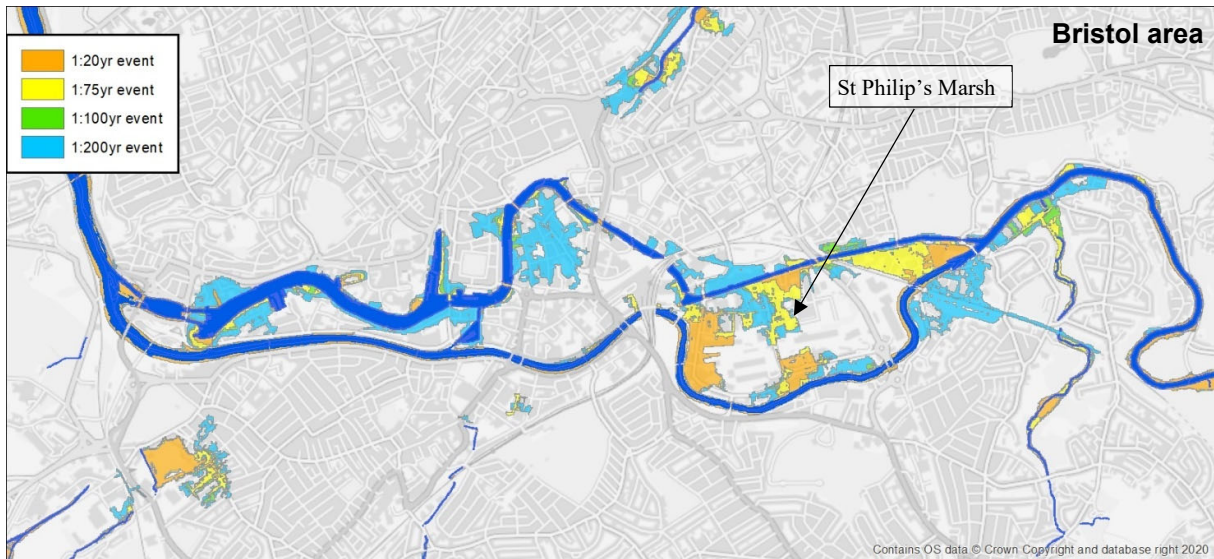 Bristol area
1:20yr event
1:75yr event
1:100yr event
1:200yr event
St Philip’s Marsh
Contains OS data © Crown Copyright and database right 2020